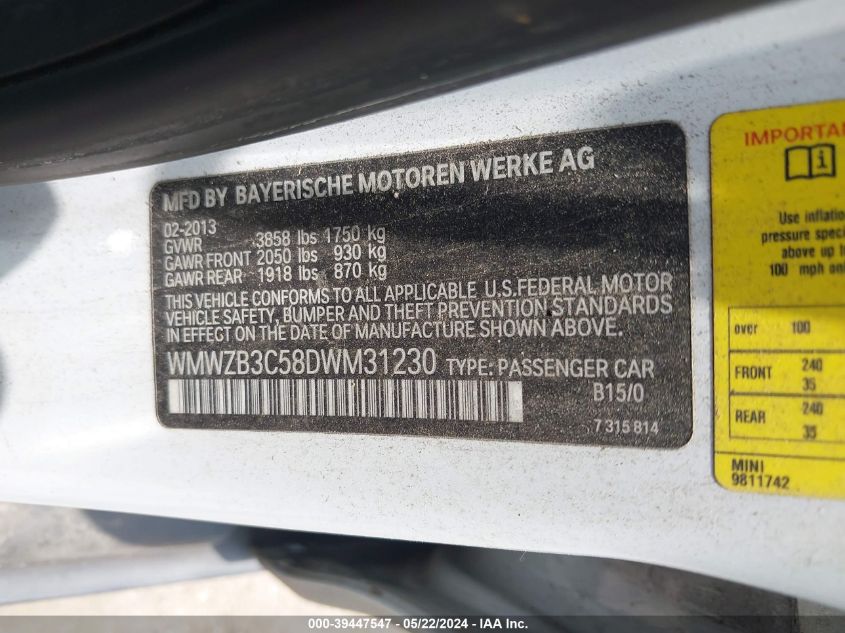 MFD BY BAYERISCHE MOTOREN WERKE AG
02-2013
GVWR 3858 lbs 1750 kg
GAWR FRONT 2050 lbs 930 kg
GAWR REAR 1918 lbs 870 kg
THIS VEHICLE CONFORMS TO ALL APPLICABLE U.S.FEDERAL MOTOR
VEHICLE SAFETY, BUMPER AND THEFT PREVENTION STANDARDS
IN EFFECT ON THE DATE OF MANUFACTURE SHOWN ABOVE.
WMWZB3C58DWM31230 TYPE: PASSENGER CAR
B15/0
7 315 814
IMPORTA
Use inflatio
pressure spec
above up t
100 mph on
over 100
FRONT 240
35
REAR 240
35
MINI
9811742
000-39447547 - 05/22/2024 - IAA Inc.